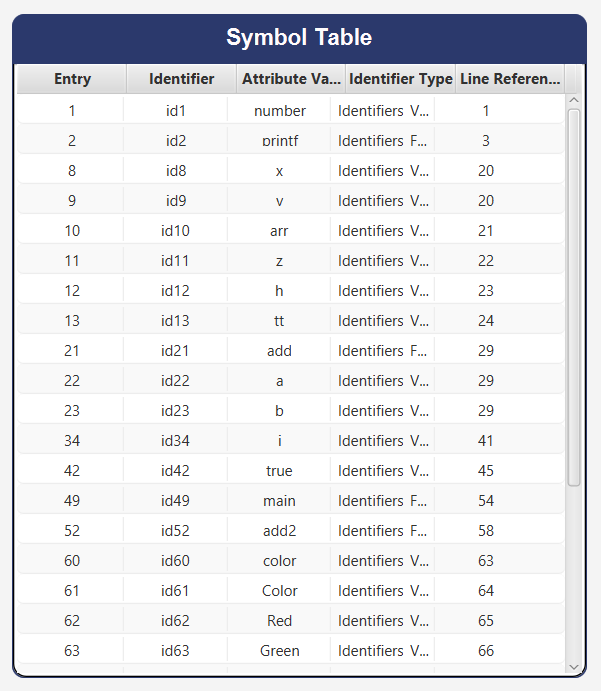 Symbol Table
Entry Identifier Attribute Va... Identifier Type Line Referen...
1 id1 number Identifiers V... 1
2 id2 printf Identifiers F... 3
8 id8 x Identifiers V... 20
9 id9 v Identifiers V... 20
10 id10 arr Identifiers V... 21
11 id11 z Identifiers V... 22
12 id12 h Identifiers V... 23
13 id13 tt Identifiers V... 24
21 id21 add Identifiers F... 29
22 id22 a Identifiers V... 29
23 id23 b Identifiers V... 29
34 id34 i Identifiers V... 41
42 id42 true Identifiers V... 45
49 id49 main Identifiers F... 54
52 id52 add2 Identifiers F... 58
60 id60 color Identifiers V... 63
61 id61 Color Identifiers V... 64
62 id62 Red Identifiers V... 65
63 id63 Green Identifiers V... 66